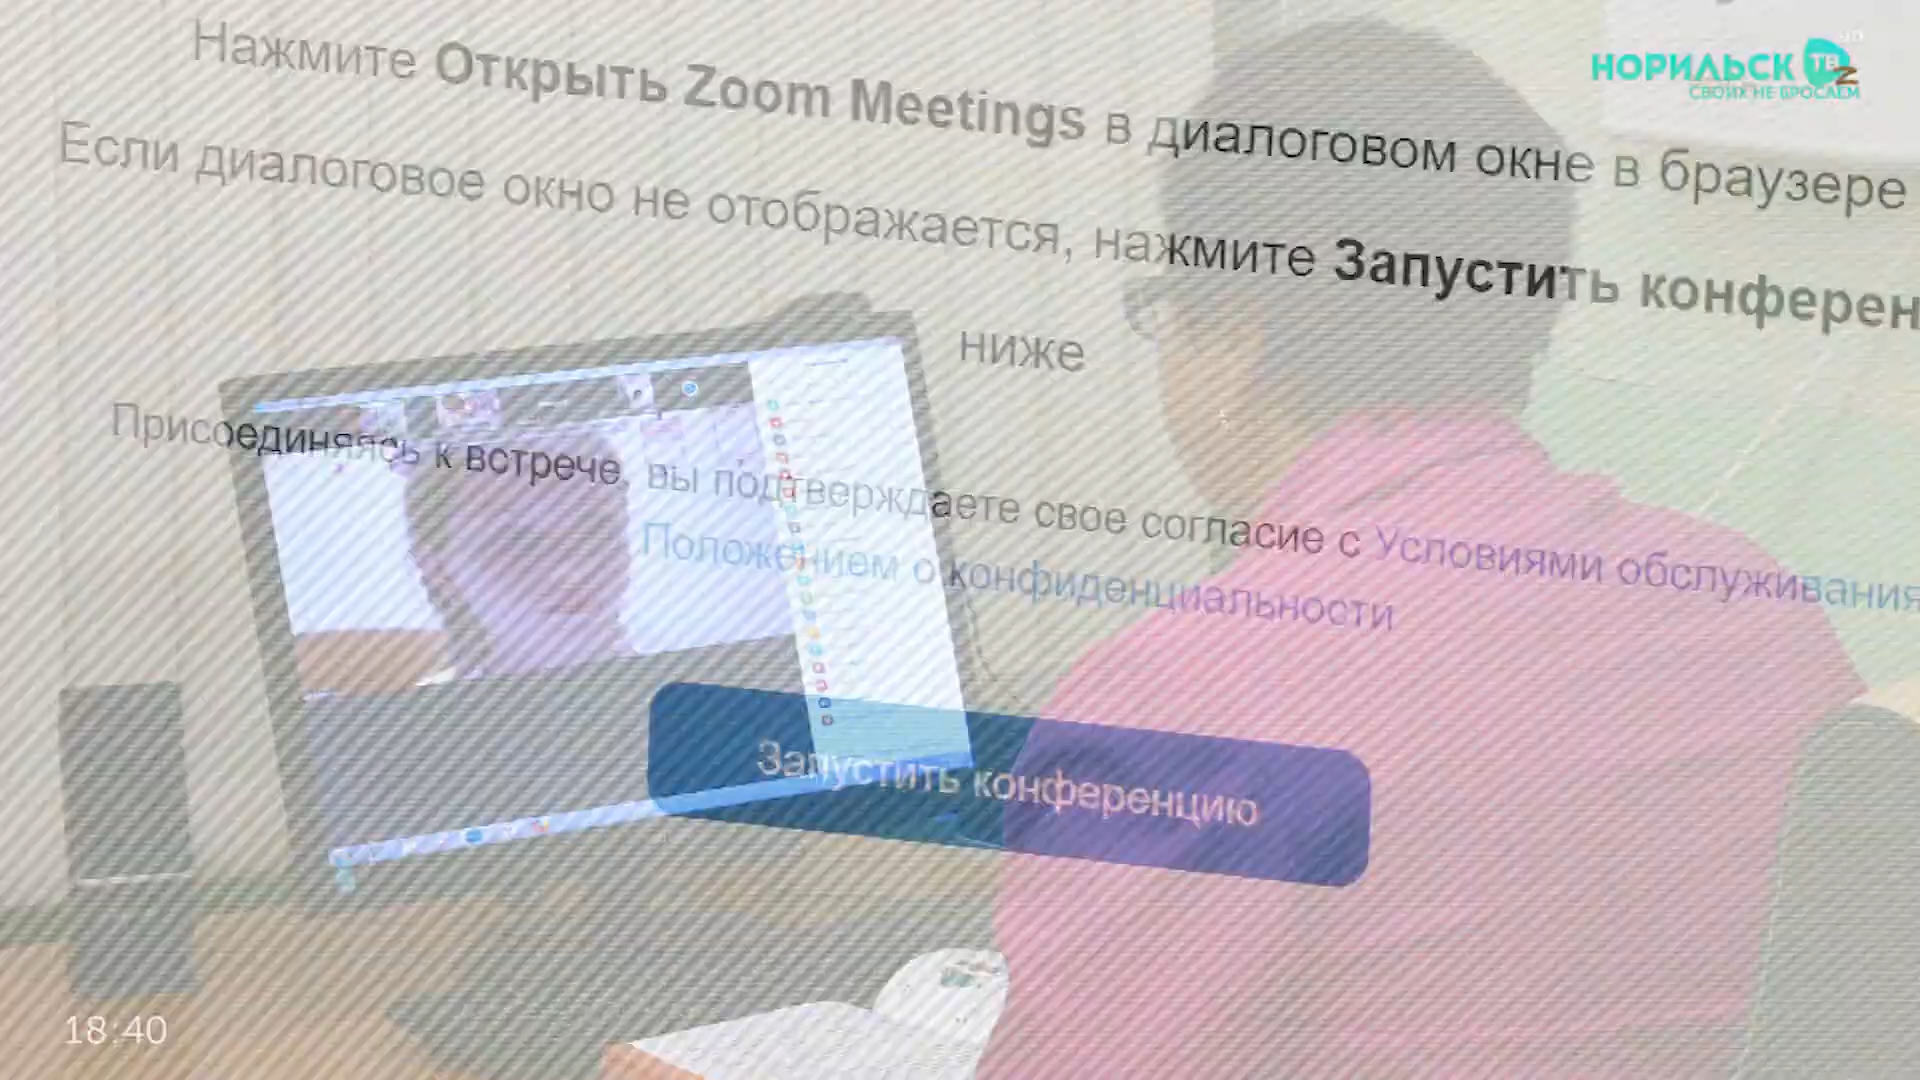 Нажмите Открыть Zoom Meetings в диалоговом окне в браузере
Если диалоговое окно не отображается, нажмите Запустить конферен
ниже
Присоединяясь к встрече, вы подтверждаете свое согласие с Условиями обслуживания
Положением о конфиденциальности
Запустить конференцию
НОРИЛЬСК ТВ
СВОИХ НЕ БРОСАЕМ
18:40